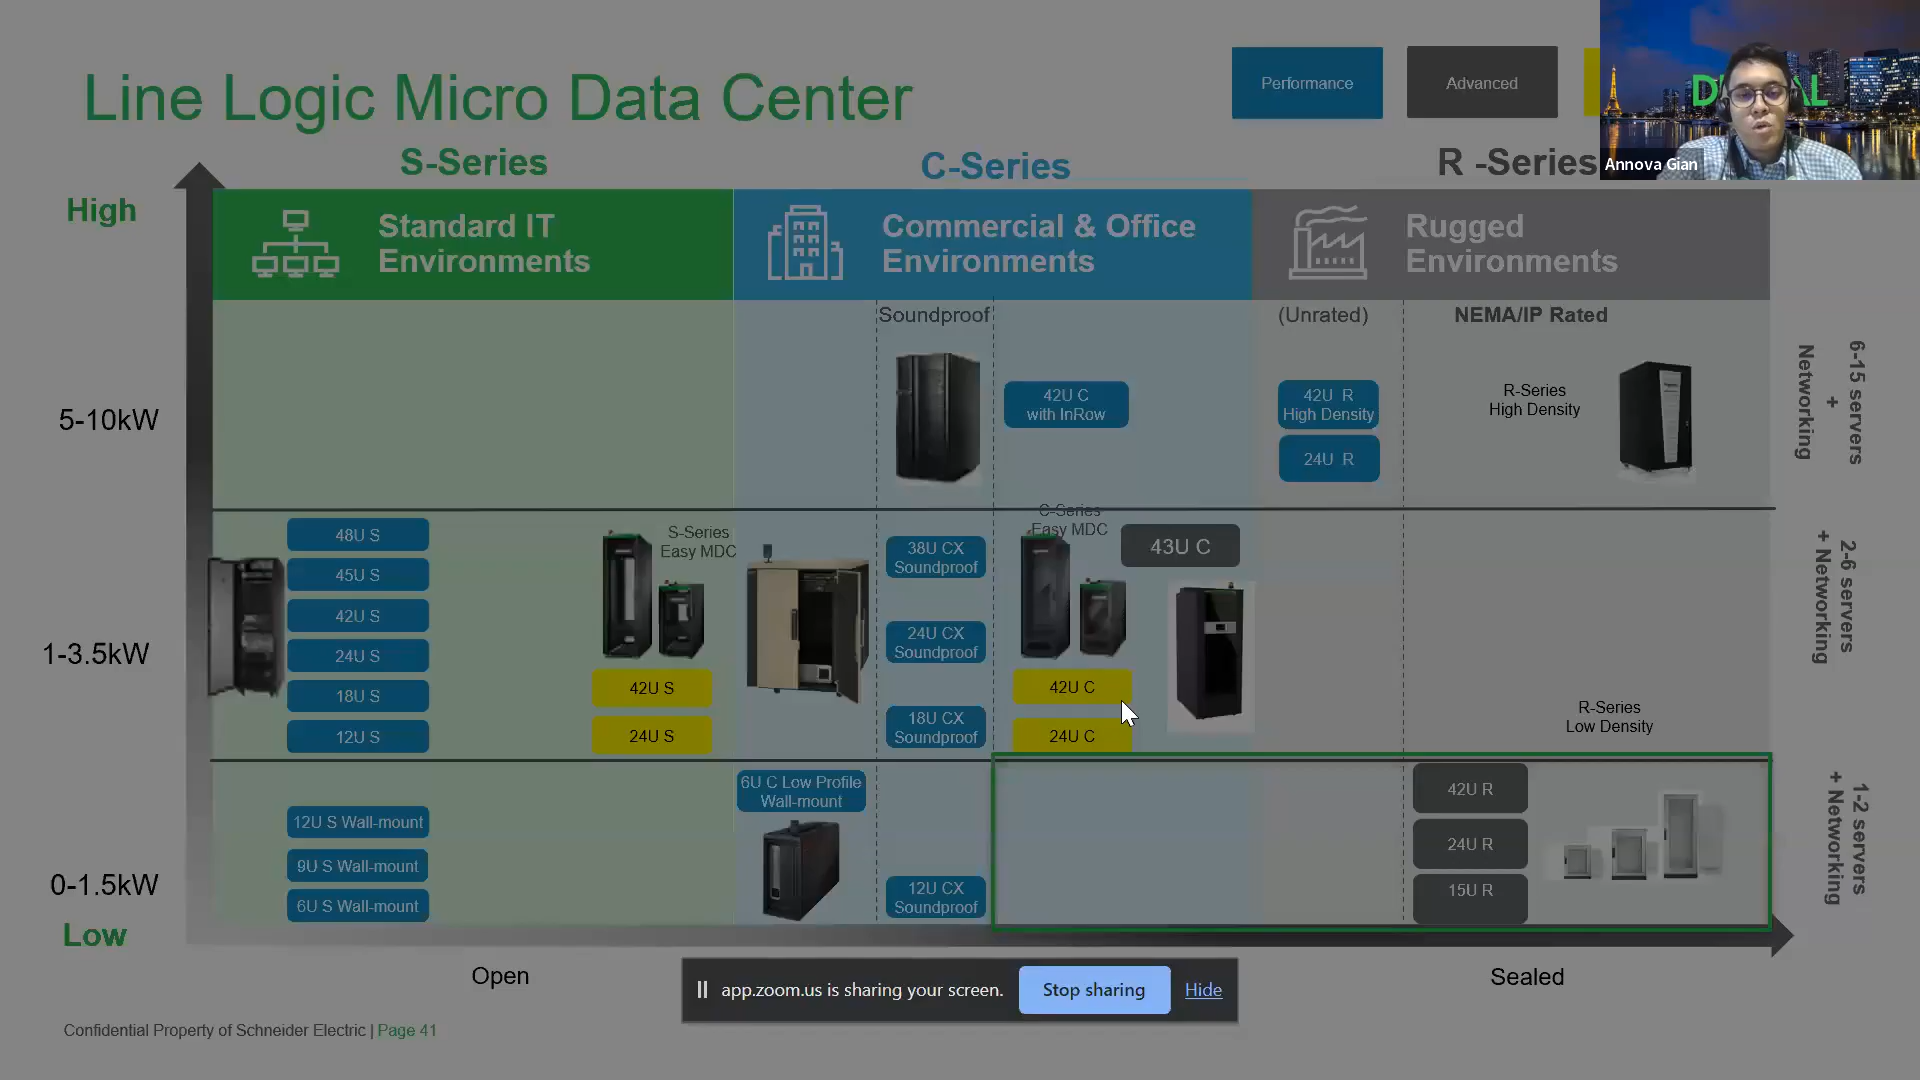 Line Logic Micro Data Center
Performance
Advanced
Annova Gian
S-Series
C-Series
R -Series
High
Standard IT
Environments
Commercial & Office
Environments
Rugged
Environments
Soundproof
(Unrated)
NEMA/IP Rated
5-10kW
42U C
with InRow
42U R
High Density
24U R
R-Series
High Density
6-15 servers
+
Networking
1-3.5kW
48U S
45U S
42U S
24U S
18U S
12U S
S-Series
Easy MDC
42U S
24U S
38U CX
Soundproof
24U CX
Soundproof
18U CX
Soundproof
C-Series
Easy MDC
43U C
42U C
24U C
R-Series
Low Density
2-6 servers
+ Networking
0-1.5kW
12U S Wall-mount
9U S Wall-mount
6U S Wall-mount
6U C Low Profile
Wall-mount
12U CX
Soundproof
42U R
24U R
15U R
1-2 servers
+ Networking
Low
Open
Sealed
app.zoom.us is sharing your screen.
Stop sharing
Hide
Confidential Property of Schneider Electric | Page 41